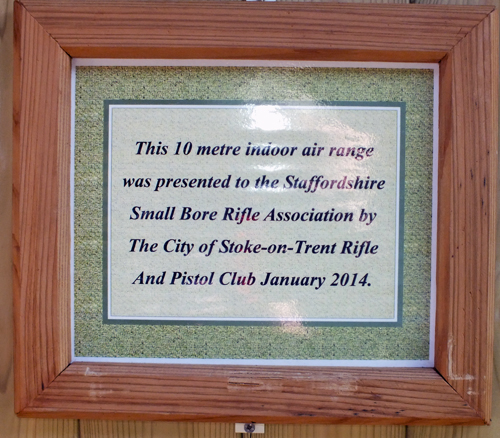 This 10 metre indoor air range
was presented to the Staffordshire
Small Bore Rifle Association by
The City of Stoke-on-Trent Rifle
And Pistol Club January 2014.